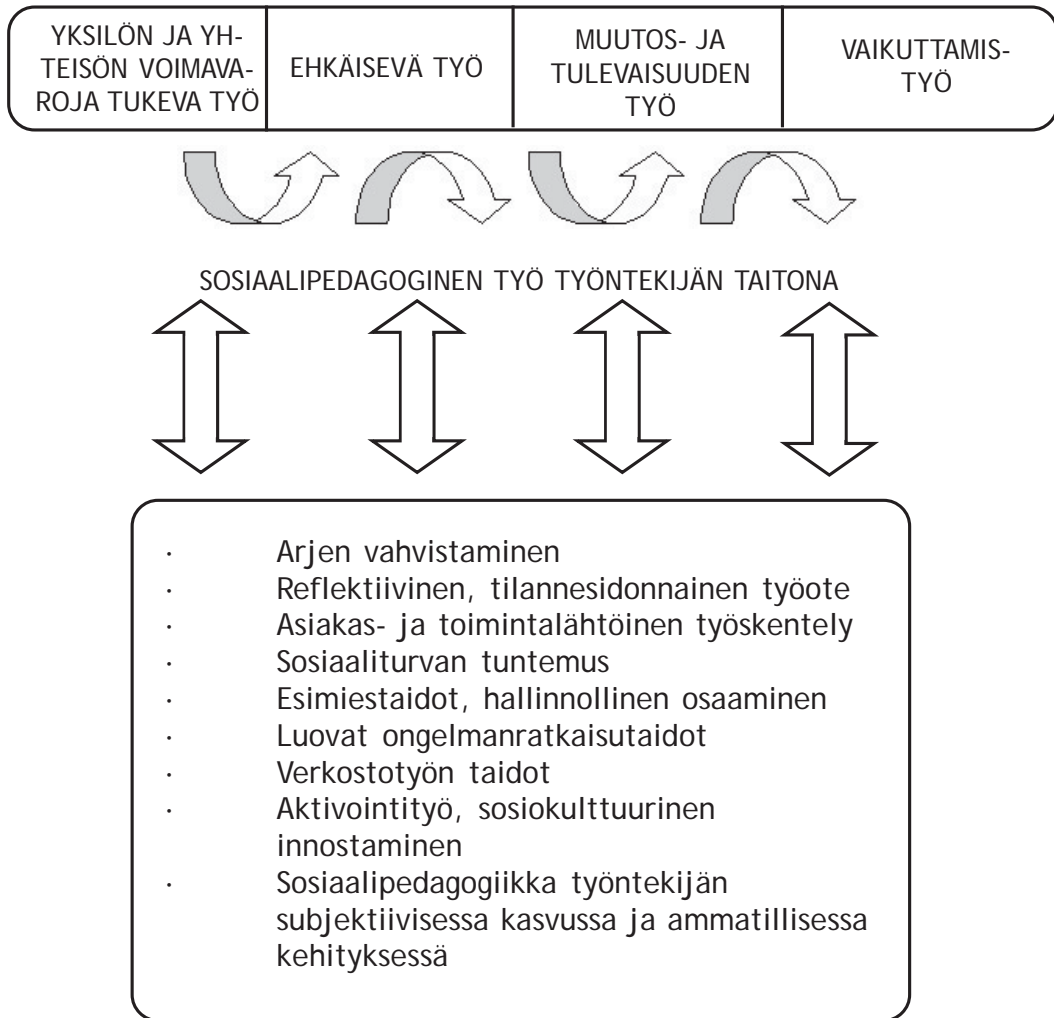 YKSILÖN JA YH-
TEISÖN VOIMAVA-
ROJA TUKEVA TYÖ
EHKÄISEVÄ TYÖ
MUUTOS- JA
TULEVAISUUDEN
TYÖ
VAIKUTTAMIS-
TYÖ
SOSIAALIPEDAGOGINEN TYÖ TYÖNTEKIJÄN TAITONA
· Arjen vahvistaminen
· Reflektiivinen, tilannesidonnainen työote
· Asiakas- ja toimintalähtöinen työskentely
· Sosiaaliturvan tuntemus
· Esimiestaidot, hallinnollinen osaaminen
· Luovat ongelmanratkaisutaidot
· Verkostotyön taidot
· Aktivointityö, sosiokulttuurinen
innostaminen
· Sosiaalipedagogiikka työntekijän
subjektiivisessa kasvussa ja ammatillisessa
kehityksessä